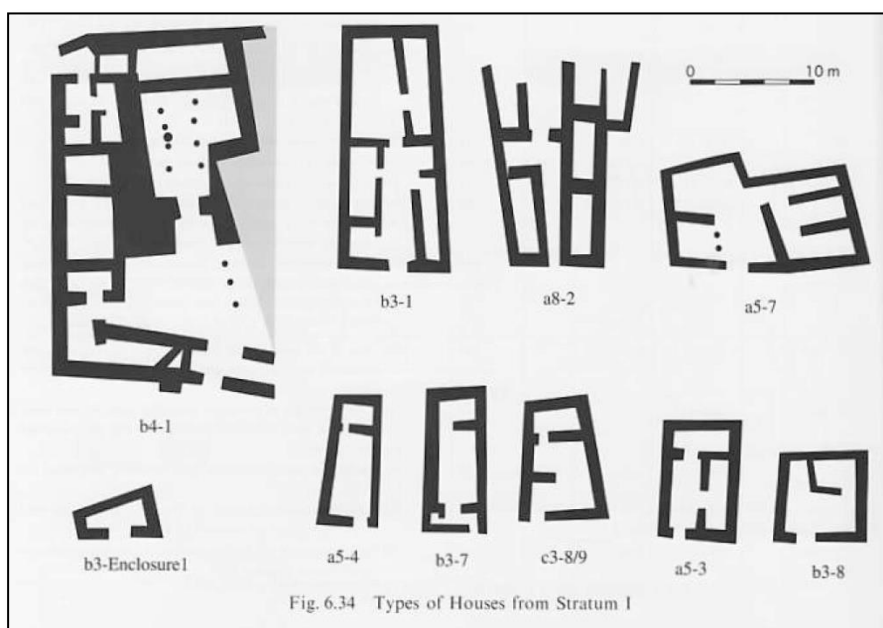 0 10 m
b3-1
a8-2
a5-7
b4-1
b3-Enclosure1
a5-4
b3-7
c3-8/9
a5-3
b3-8
Fig. 6.34 Types of Houses from Stratum I